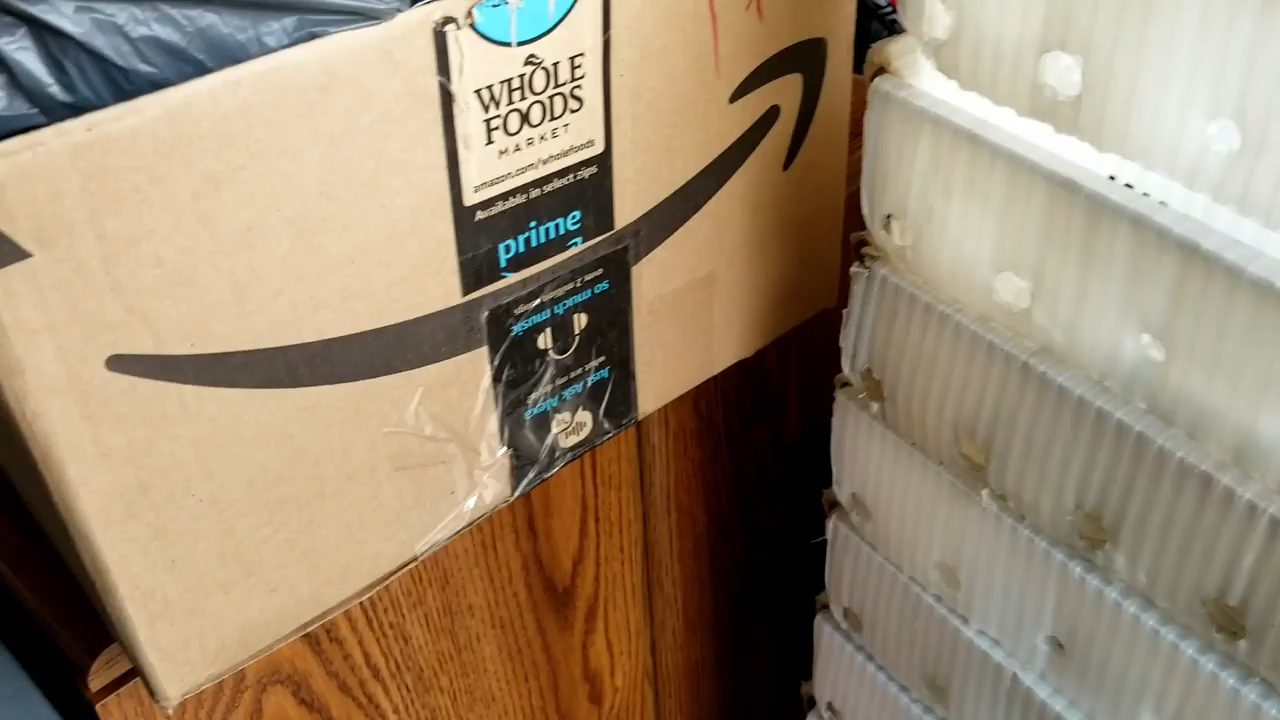 WHOLE
FOODS
MARKET
amazon.com/wholefoods
Available in select zips
prime
Just Ask Alexa
so much music